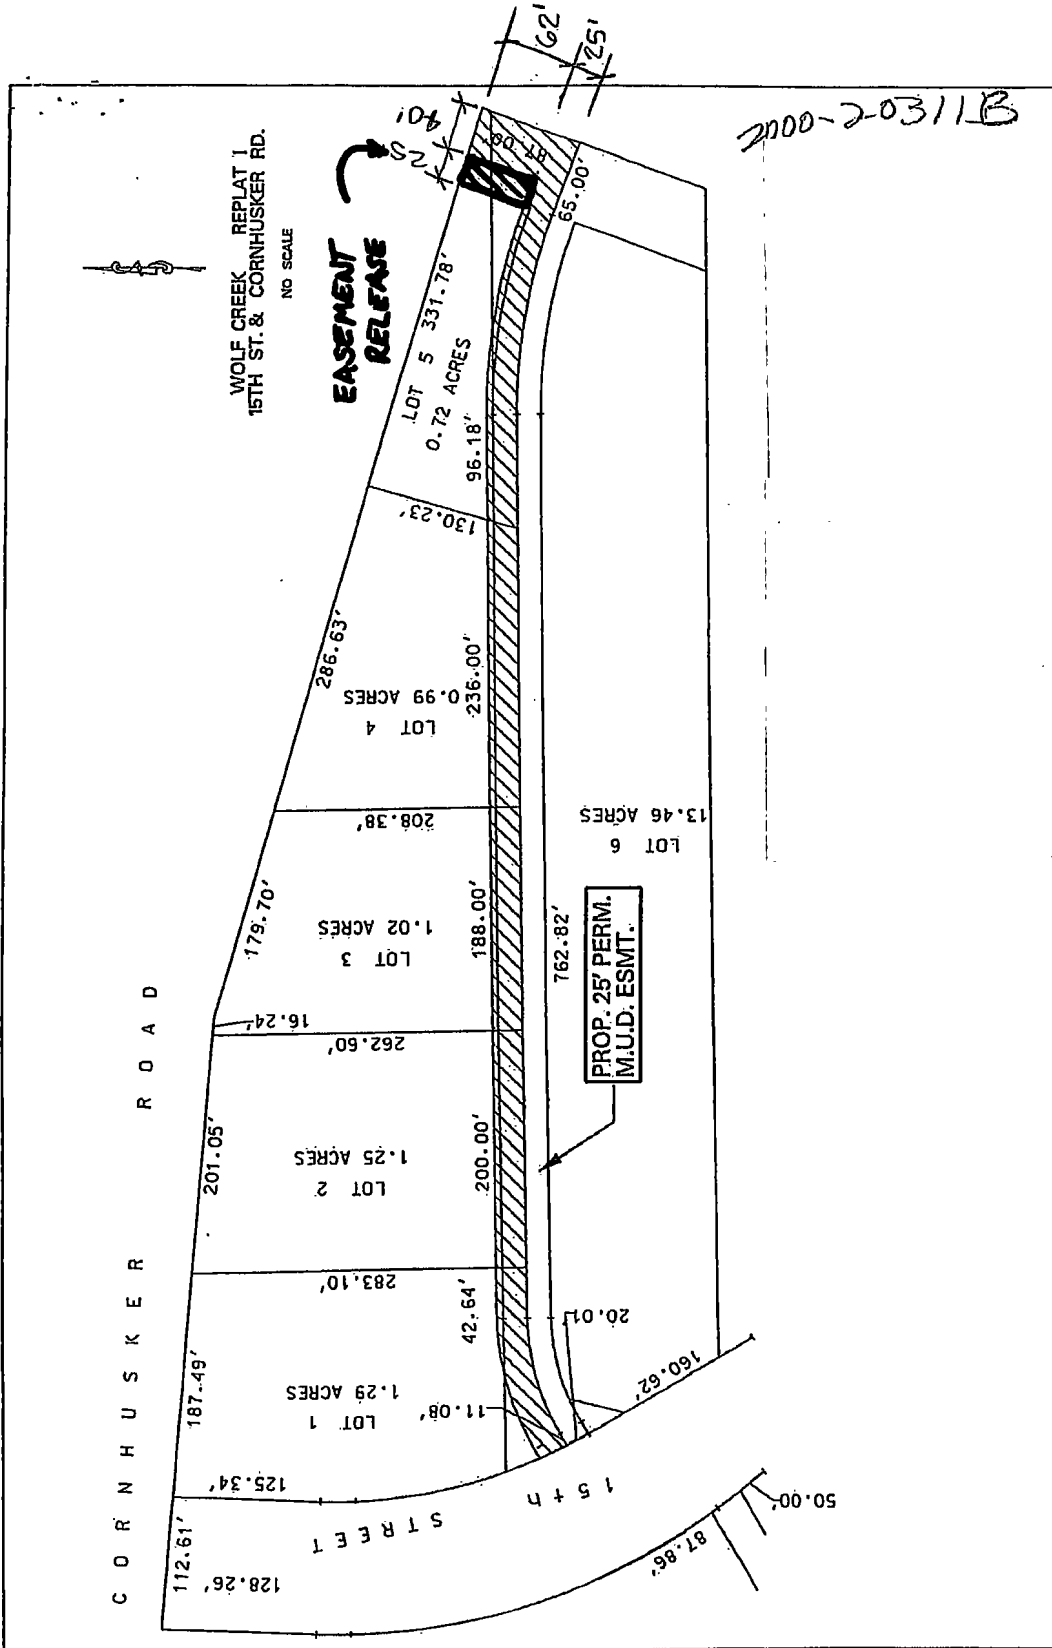 2000-2-0311B
62'
25'
40'
25
WOLF CREEK REPLAT 1
15TH ST. & CORNHUSKER RD.
NO SCALE
EASEMENT
RELEASE
87.00'
65.00'
LOT 5 331.78'
0.72 ACRES
96.18'
130.23'
286.63'
LOT 4
0.99 ACRES
236.00'
208.38'
179.70'
LOT 3
1.02 ACRES
188.00'
16.24'
262.60'
201.05'
LOT 2
1.25 ACRES
200.00'
283.10'
187.49'
LOT 1
1.29 ACRES
42.64'
11.08'
125.34'
112.61'
128.26'
CORNHUSKER ROAD
15th STREET
762.82'
LOT 6
13.46 ACRES
PROP. 25' PERM.
M.U.D. ESMT.
20.01'
160.62'
87.86'
50.00'